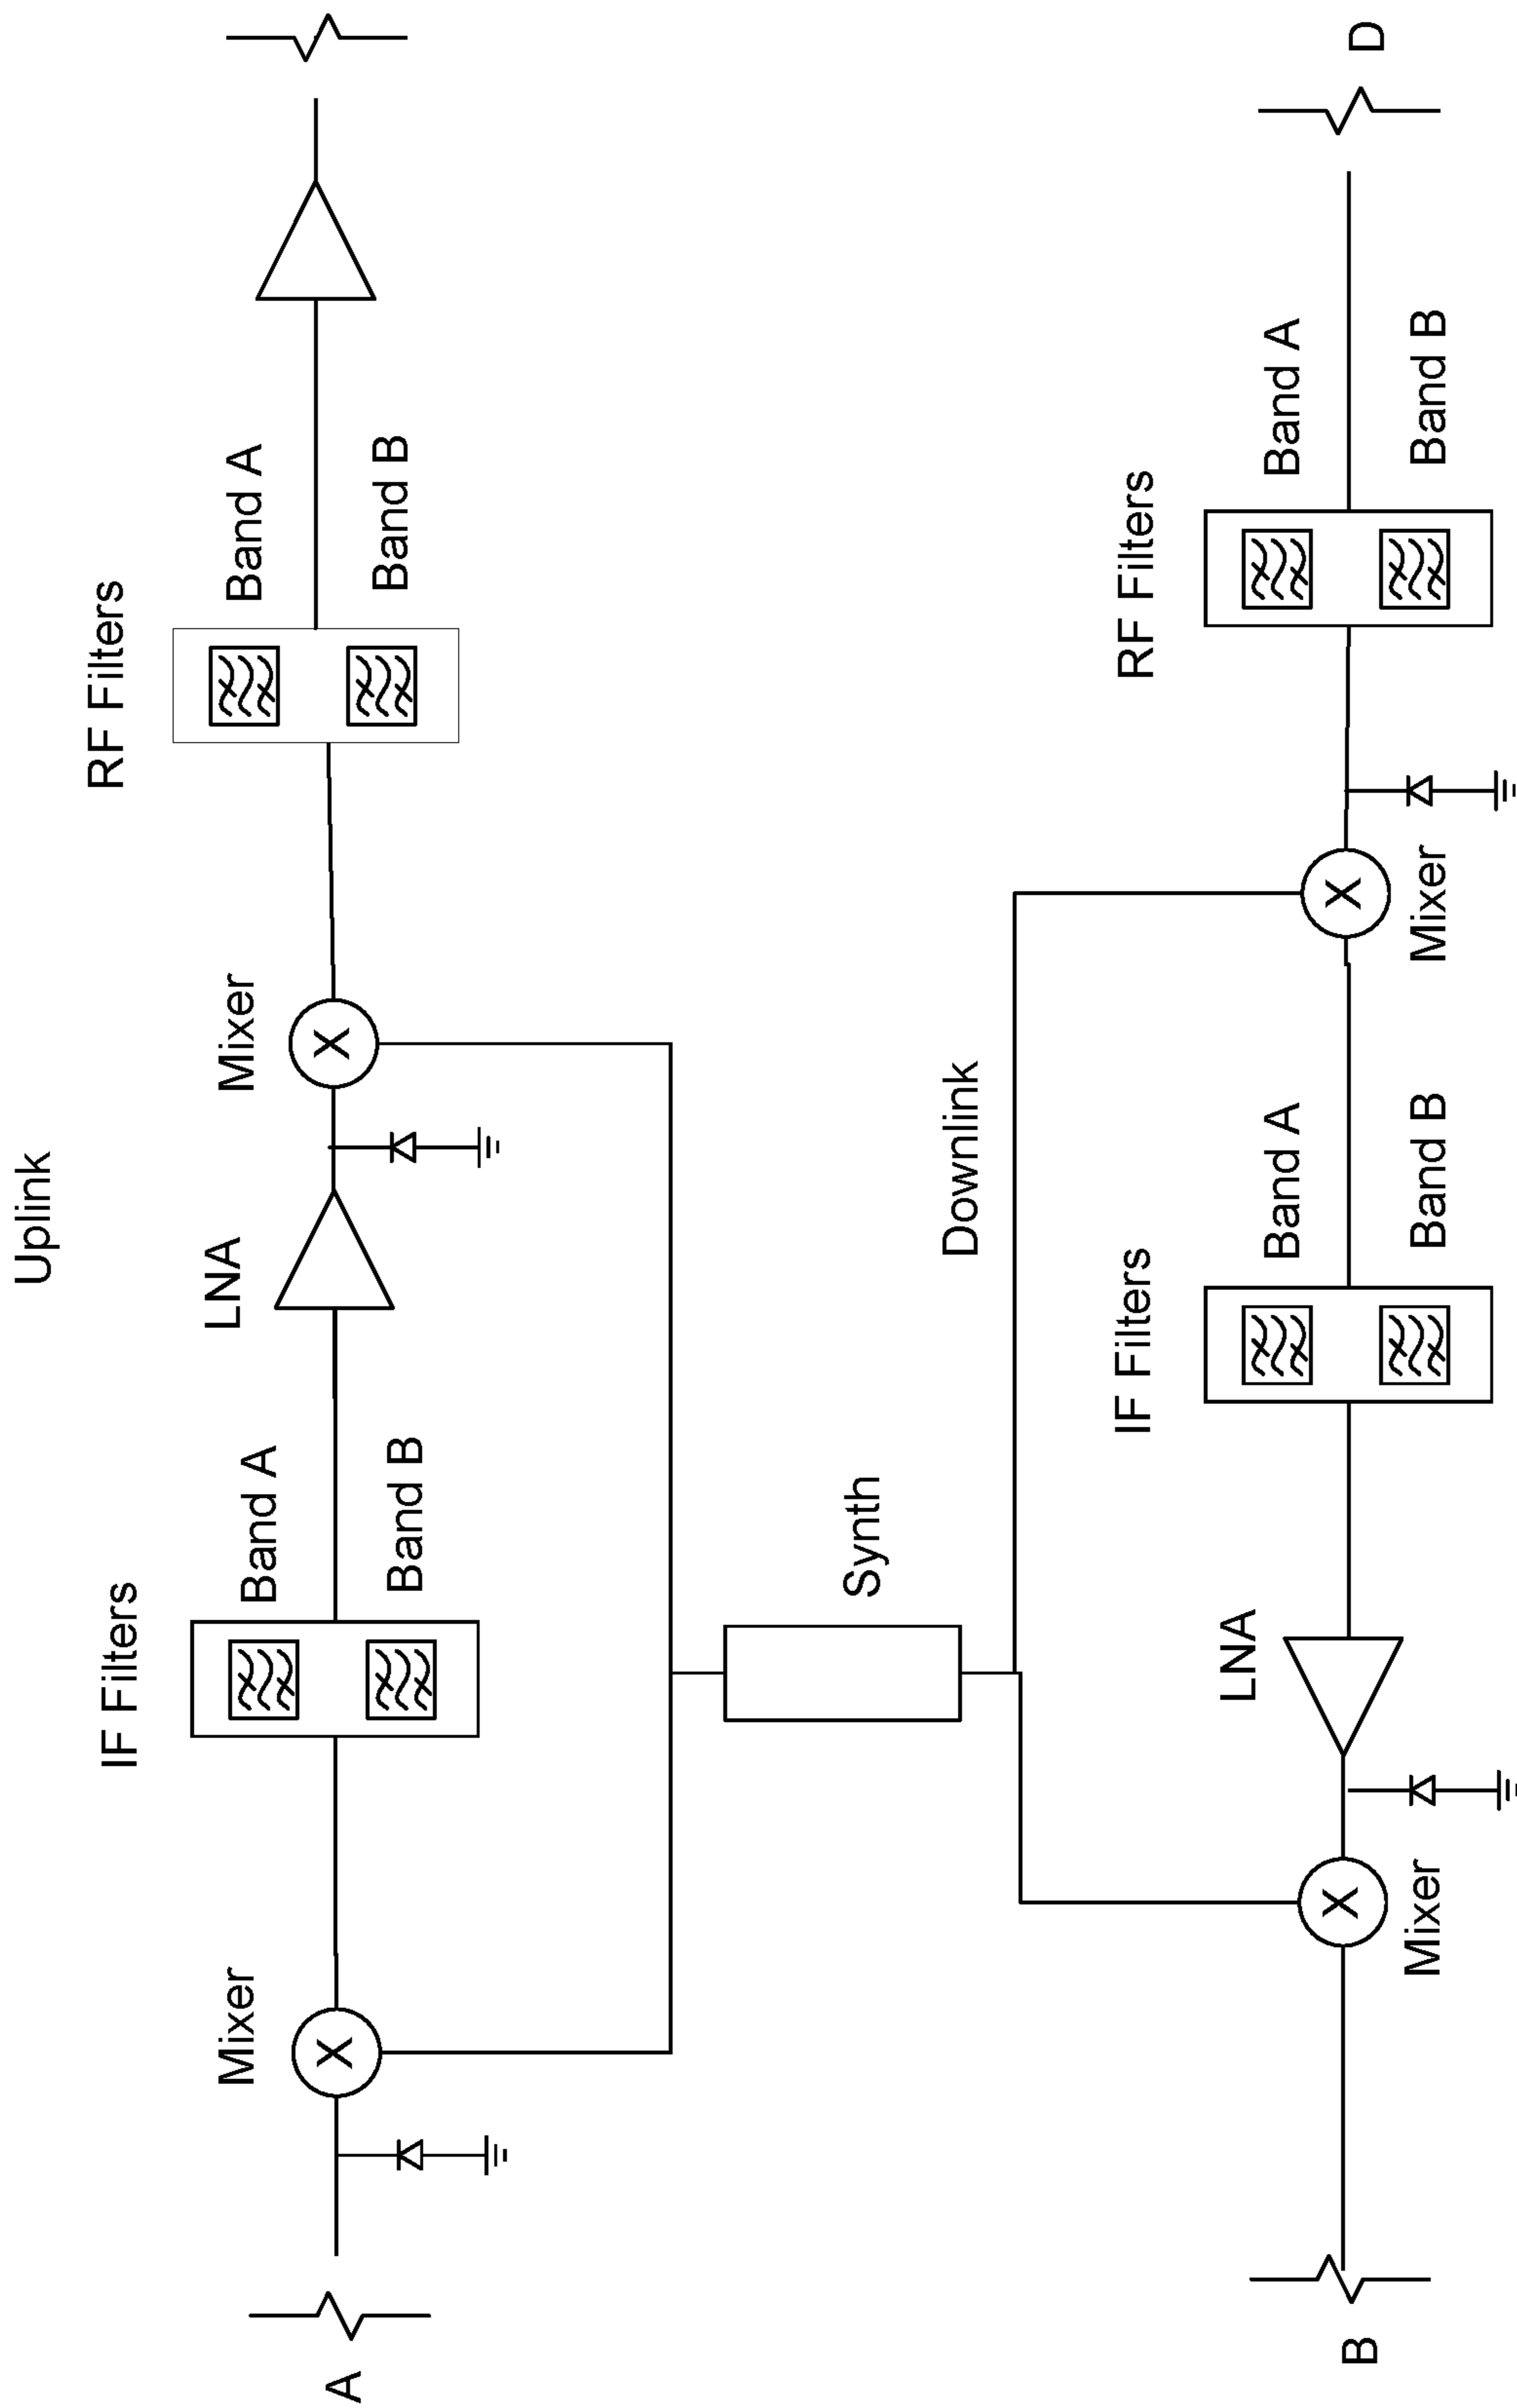 Uplink
IF Filters
RF Filters
Mixer
Band A
LNA
Mixer
Band A
A
X
X
Band B
Band B
Synth
Downlink
IF Filters
RF Filters
LNA
Band A
Band A
B
X
X
D
Mixer
Band B
Mixer
Band B